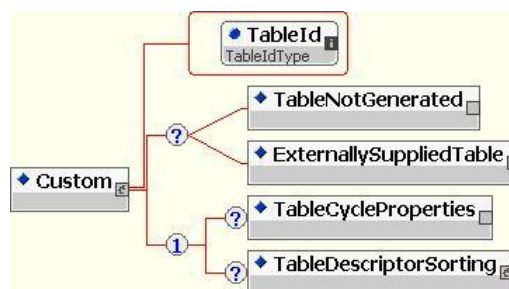 TableId
TableIdType
TableNotGenerated
?
ExternallySuppliedTable
Custom
TableCycleProperties
?
1
TableDescriptorSorting
?